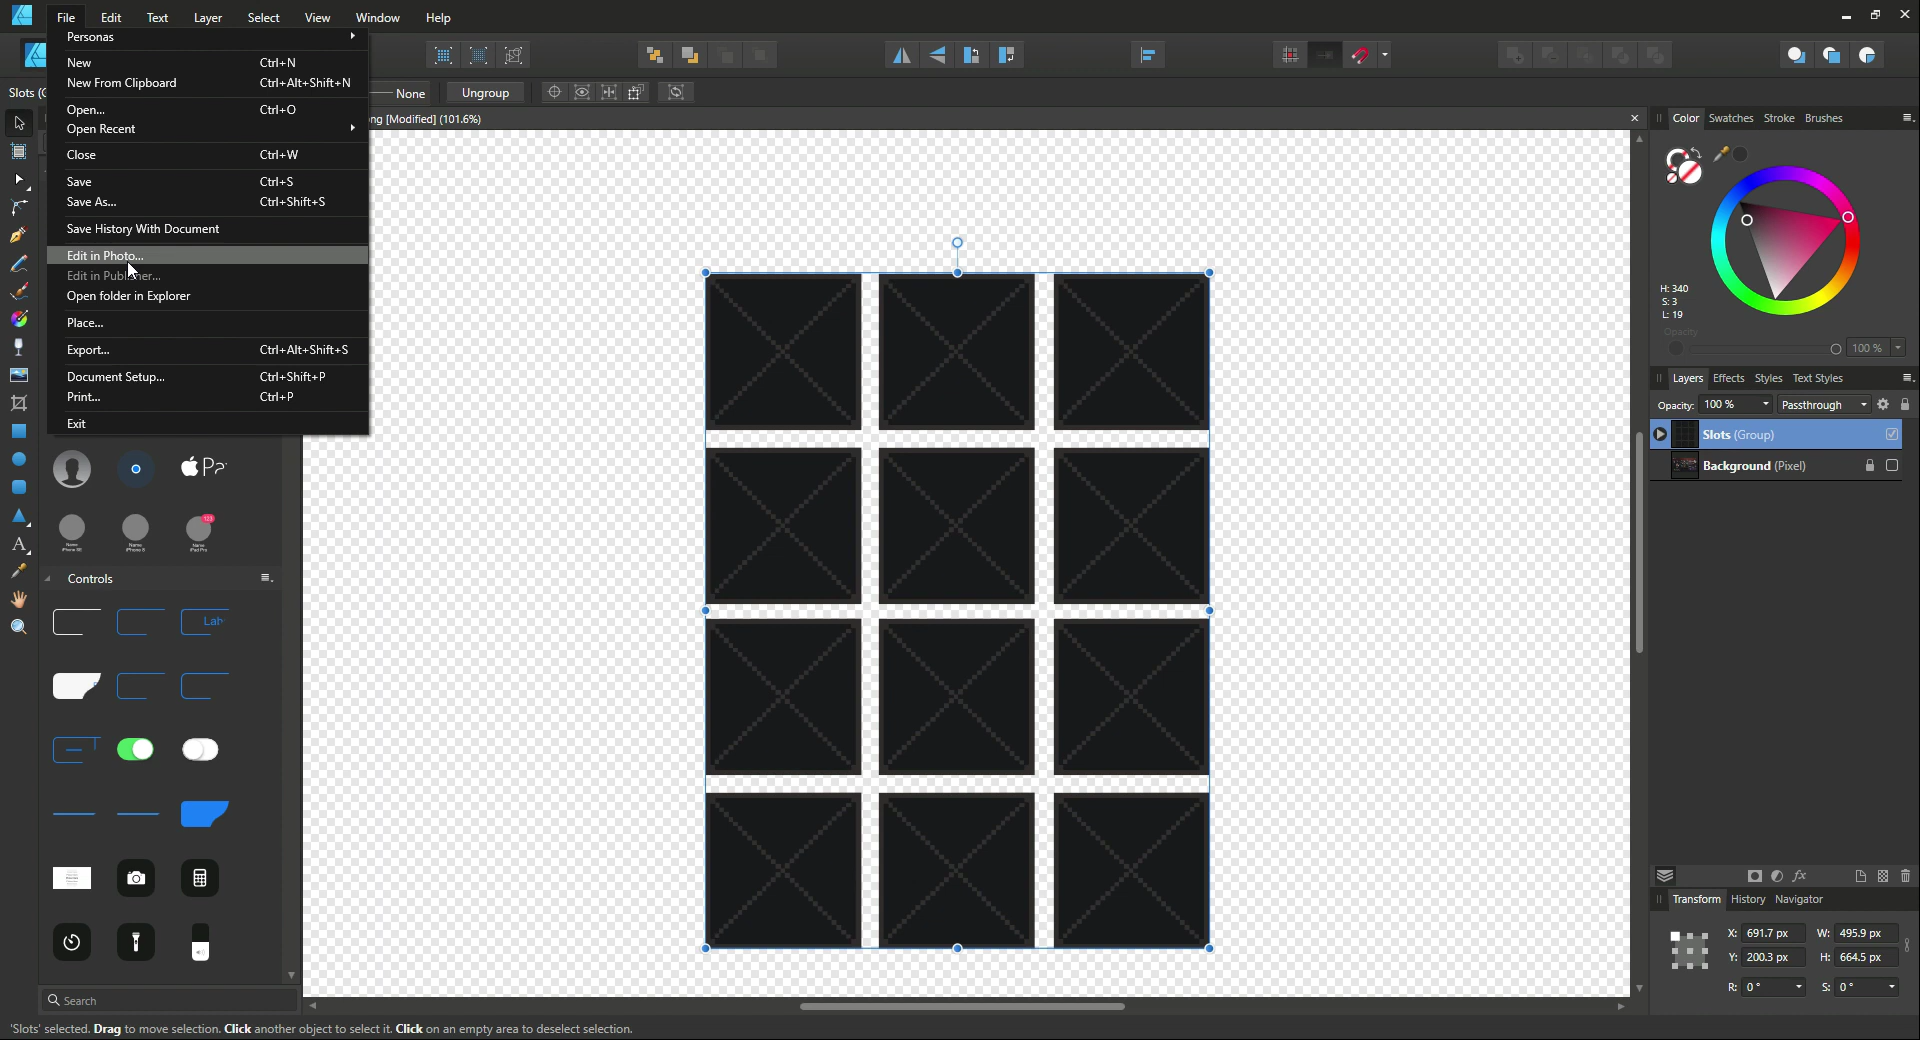 File Edit Text Layer Select View Window Help
Personas
New Ctrl+N
New From Clipboard Ctrl+Alt+Shift+N
Open... Ctrl+O
Open Recent
Close Ctrl+W
Save Ctrl+S
Save As... Ctrl+Shift+S
Save History With Document
Edit in Photo...
Open folder in Explorer
Place...
Export... Ctrl+Alt+Shift+S
Document Setup... Ctrl+Shift+P
Print... Ctrl+P
Exit
Slots (G
None Ungroup
ng [Modified] (101.6%)
Controls
Search
'Slots' selected. Drag to move selection. Click another object to select it. Click on an empty area to deselect selection.
Color Swatches Stroke Brushes
H: 340
S: 3
L: 19
Opacity
100 %
Layers Effects Styles Text Styles
Opacity: 100 % Passthrough
Slots (Group)
Background (Pixel)
Transform History Navigator
X: 691.7 px W: 495.9 px
Y: 200.3 px H: 664.5 px
R: 0 ° S: 0 °